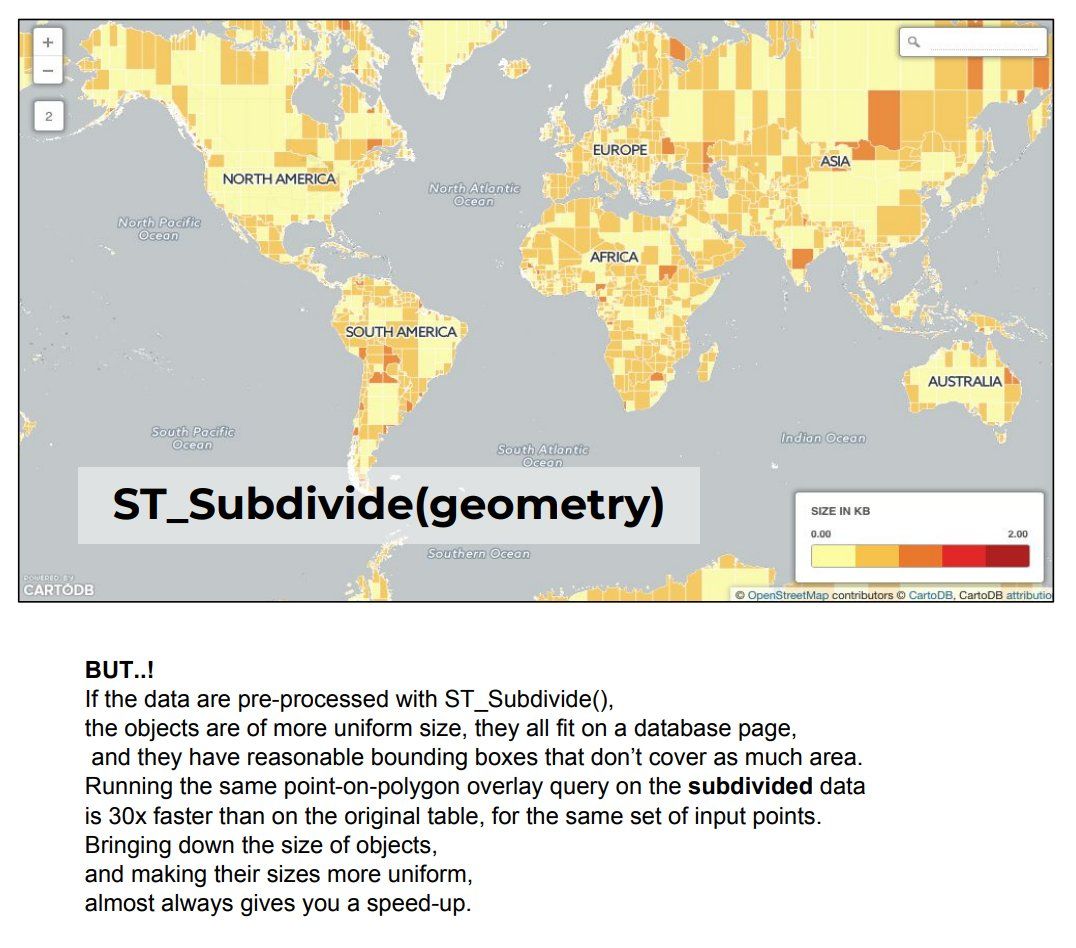 +
−
2
EUROPE
ASIA
NORTH AMERICA
North Atlantic
Ocean
North Pacific
Ocean
AFRICA
SOUTH AMERICA
AUSTRALIA
South Pacific
Ocean
South Atlantic
Ocean
Indian Ocean
ST_Subdivide(geometry)
SIZE IN KB
0.00 2.00
Southern Ocean
POWERED BY
CARTODB
© OpenStreetMap contributors © CartoDB, CartoDB attributio
BUT..!
If the data are pre-processed with ST_Subdivide(),
the objects are of more uniform size, they all fit on a database page,
and they have reasonable bounding boxes that don’t cover as much area.
Running the same point-on-polygon overlay query on the subdivided data
is 30x faster than on the original table, for the same set of input points.
Bringing down the size of objects,
and making their sizes more uniform,
almost always gives you a speed-up.